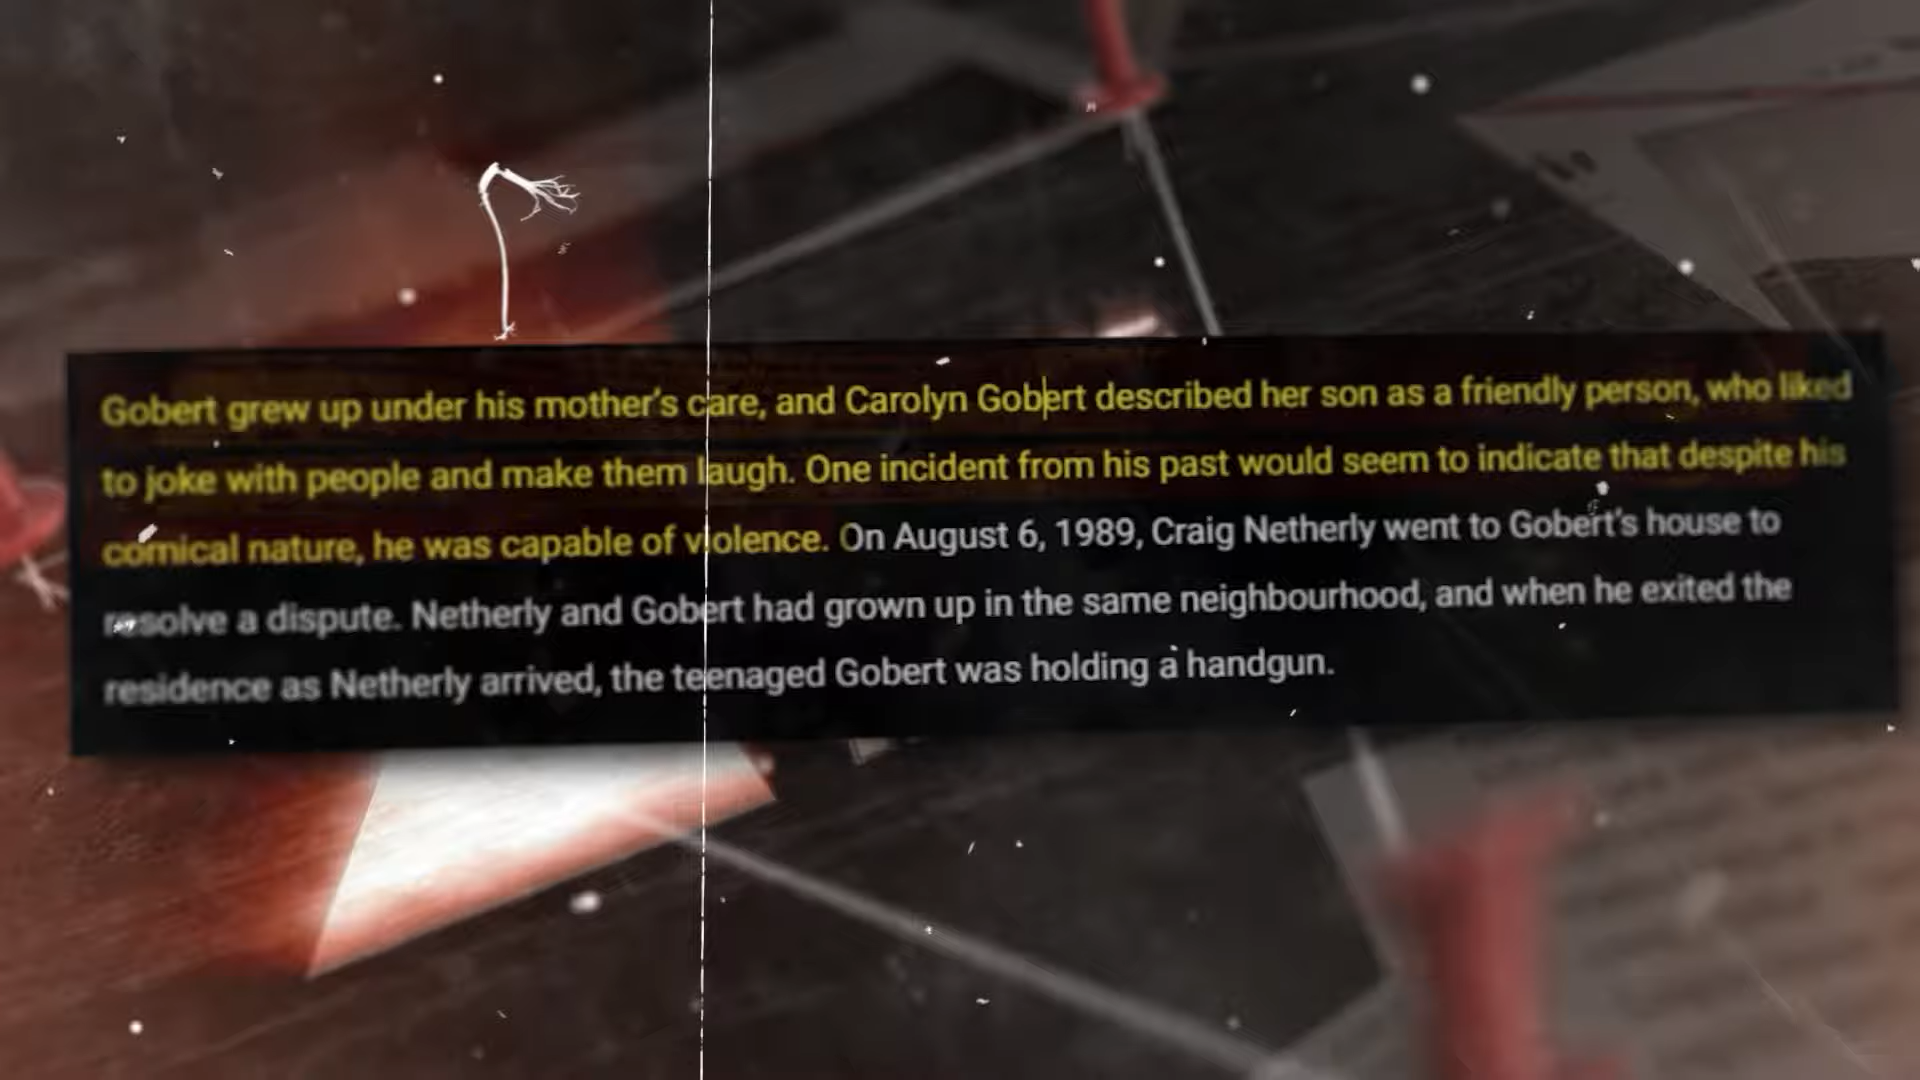 Gobert grew up under his mother's care, and Carolyn Gobert described her son as a friendly person, who liked
to joke with people and make them laugh. One incident from his past would seem to indicate that despite his
comical nature, he was capable of violence. On August 6, 1989, Craig Netherly went to Gobert's house to
resolve a dispute. Netherly and Gobert had grown up in the same neighbourhood, and when he exited the
residence as Netherly arrived, the teenaged Gobert was holding a handgun.